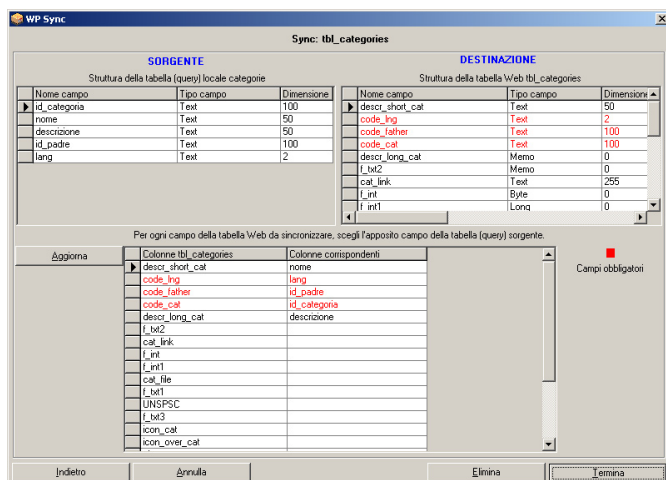 WP Sync
Sync: tbl_categories
SORGENTE
Struttura della tabella (query) locale categorie
Nome campo Tipo campo Dimensione
id_categoria Text 100
nome Text 50
descrizione Text 50
id_padre Text 100
lang Text 2
DESTINAZIONE
Struttura della tabella Web tbl_categories
Nome campo Tipo campo Dimensione
descr_short_cat Text 50
code_lng Text 2
code_father Text 100
code_cat Text 100
descr_long_cat Memo 0
f_txt2 Memo 0
cat_link Text 255
f_int Byte 0
f_int1 Long 0
Per ogni campo della tabella Web da sincronizzare, scegli l'apposito campo della tabella (query) sorgente.
Aggiorna
Colonne tbl_categories Colonne corrispondenti
descr_short_cat nome
code_lng lang
code_father id_padre
code_cat id_categoria
descr_long_cat descrizione
f_txt2
cat_link
f_int
f_int1
cat_file
f_txt1
UNSPSC
f_txt3
icon_cat
icon_over_cat
Campi obbligatori
Indietro Annulla Elimina Termina